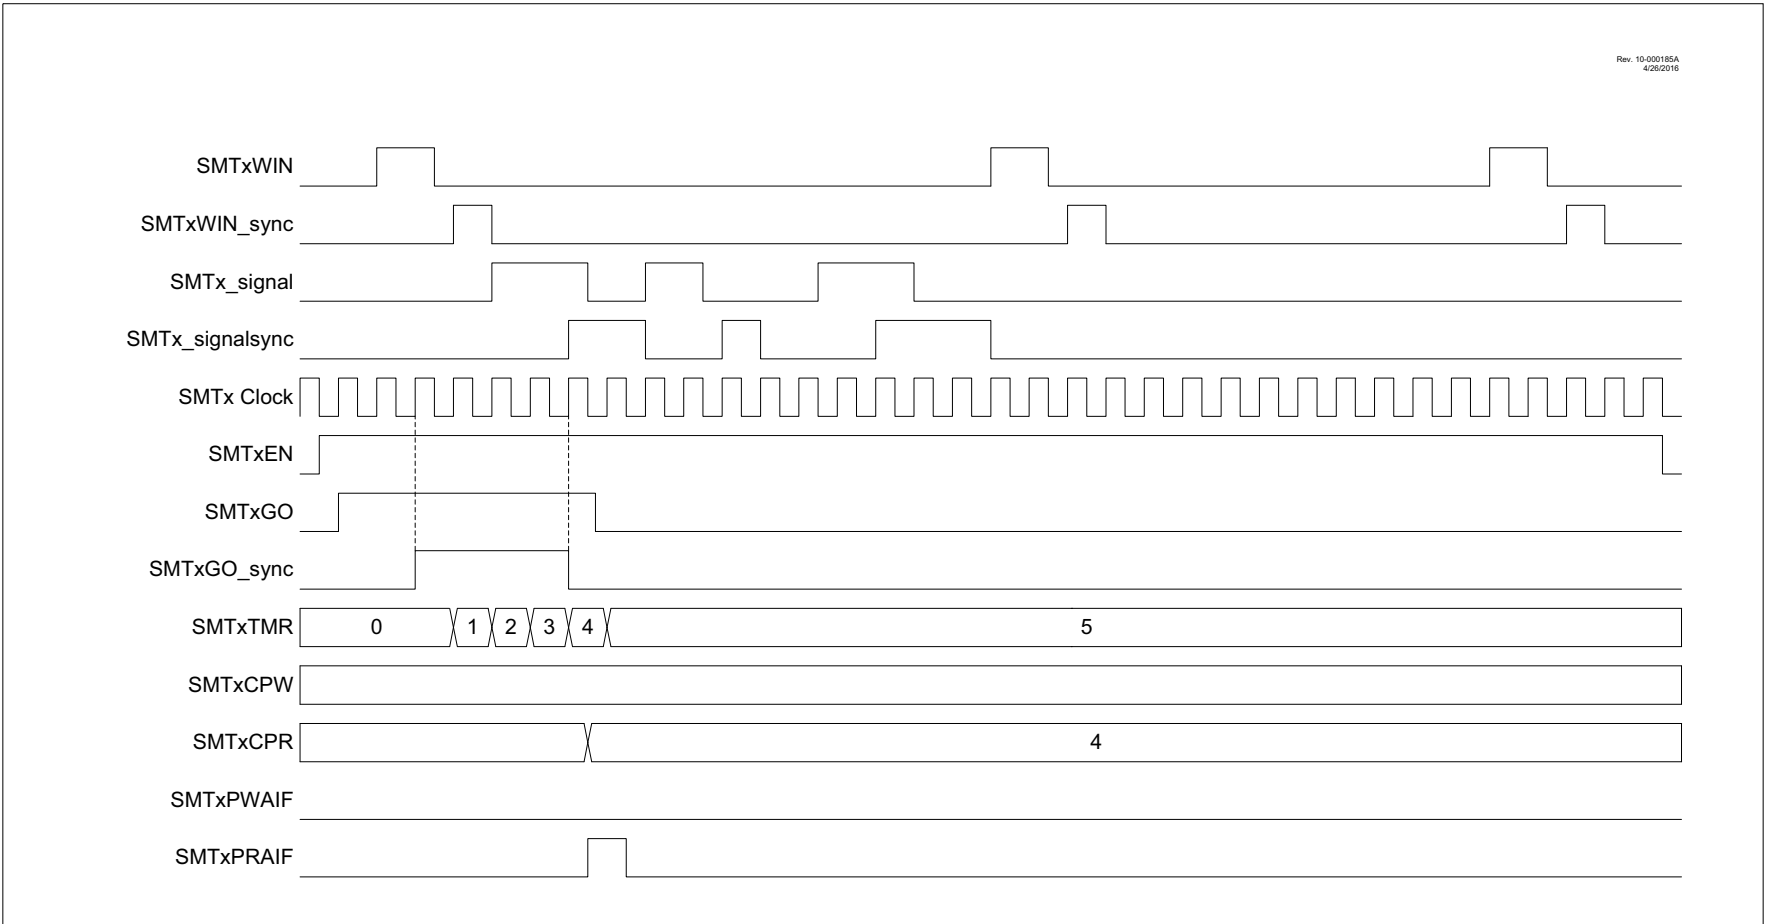 Rev. 10-000185A
4/26/2016
SMTxWIN
SMTxWIN_sync
SMTx_signal
SMTx_signalsync
SMTx Clock
SMTxEN
SMTxGO
SMTxGO_sync
SMTxTMR 0 1 2 3 4 5
SMTxCPW
SMTxCPR 4
SMTxPWAIF
SMTxPRAIF